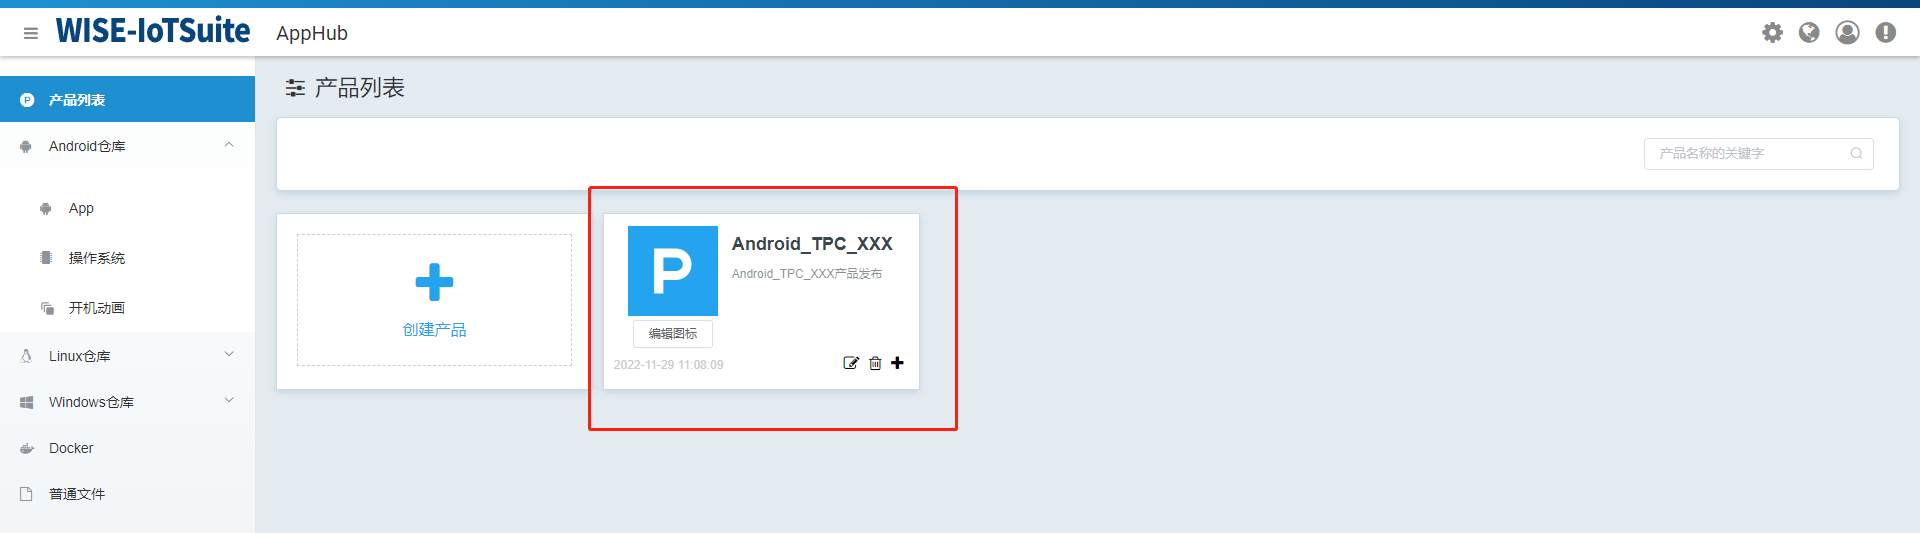 WISE-IoTSuite AppHub
产品列表
Android仓库
App
操作系统
开机动画
Linux仓库
Windows仓库
Docker
普通文件
产品列表
产品名称的关键字
创建产品
P
Android_TPC_XXX
Android_TPC_XXX产品发布
编辑图标
2022-11-29 11:08:09